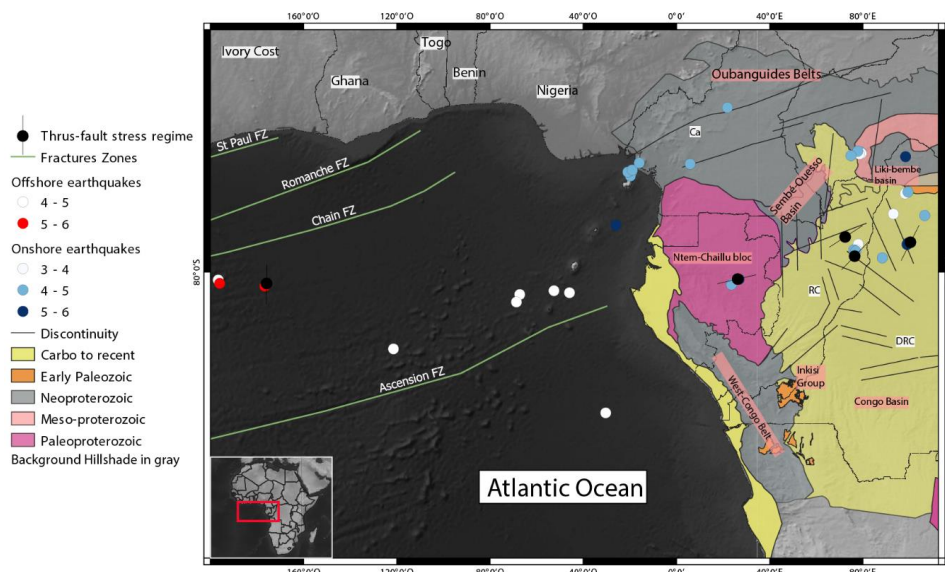 160°0'O
120°0'O
80°0'O
40°0'O
0°
40°0'E
80°0'E
Ivory Cost
Togo
Ghana
Benin
Nigeria
Oubanguides Belts
Ca
St Paul FZ
Romanche FZ
Chain FZ
Ascension FZ
Sembé-Ouesso
Basin
Liki-bembe
basin
Ntem-Chaillu bloc
RC
DRC
West-Congo Belt
Inkisi
Group
Congo Basin
Atlantic Ocean
80°0'S
Thrus-fault stress regime
Fractures Zones
Offshore earthquakes
4 - 5
5 - 6
Onshore earthquakes
3 - 4
4 - 5
5 - 6
Discontinuity
Carbo to recent
Early Paleozoic
Neoproterozoic
Meso-proterozoic
Paleoproterozoic
Background Hillshade in gray
160°0'O
120°0'O
80°0'O
40°0'O
0°
40°0'E
80°0'E